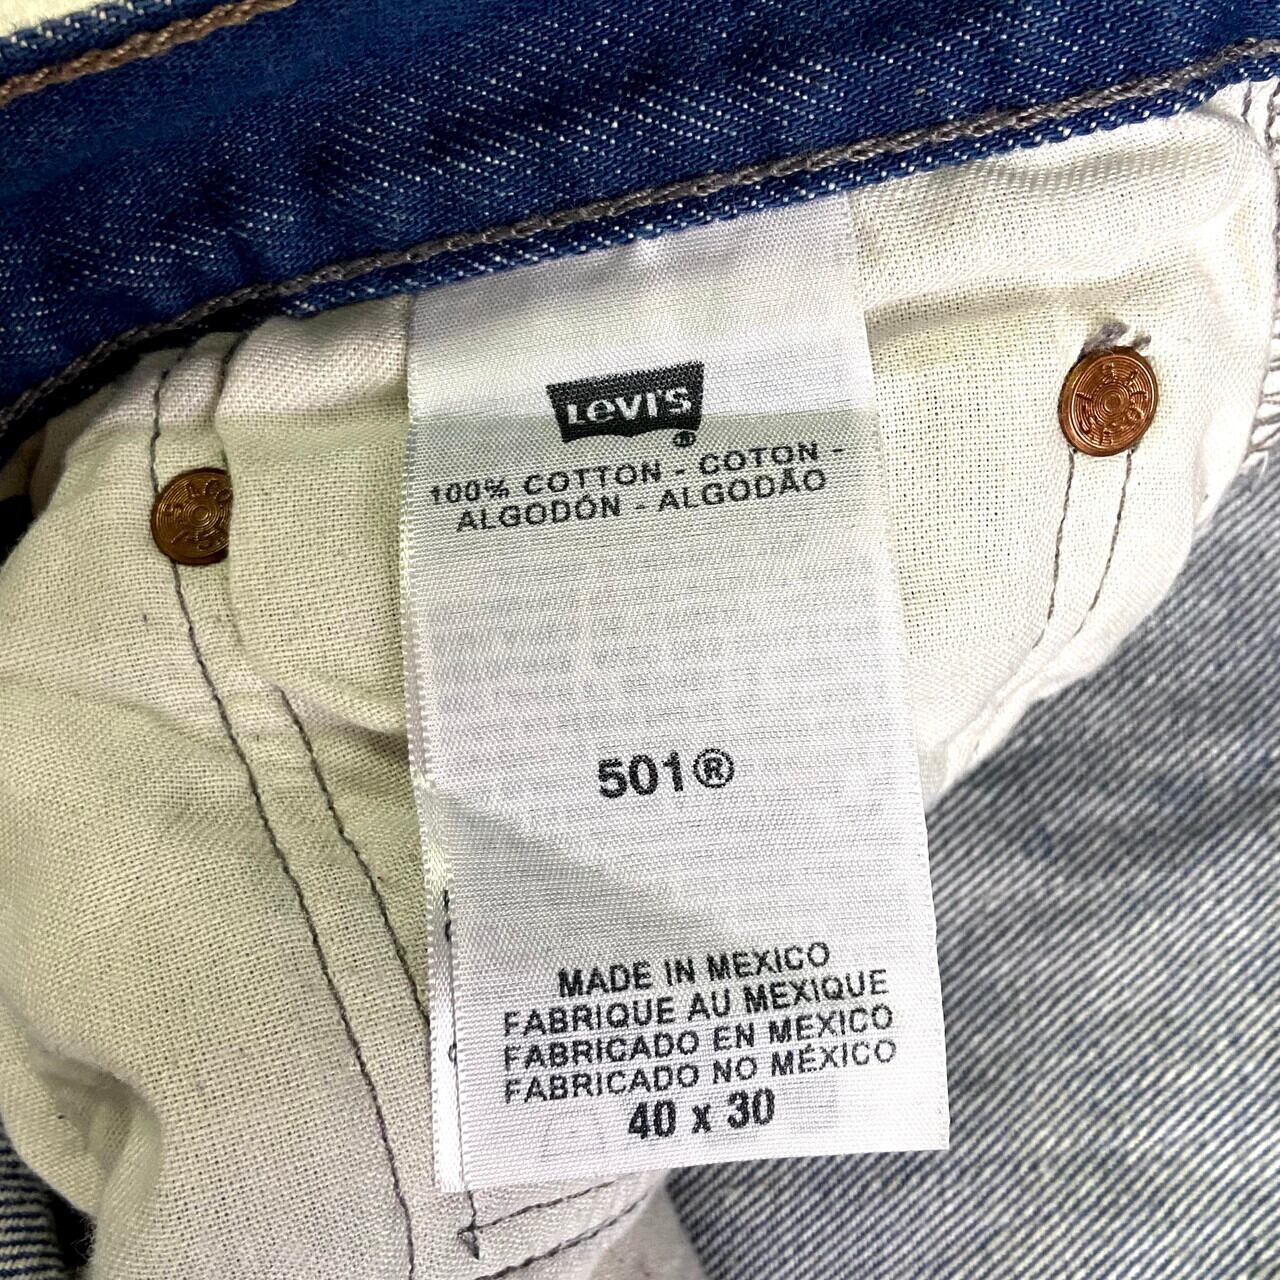 LEVI'S
®
100% COTTON - COTON -
ALGODÓN - ALGODÃO
501®
MADE IN MEXICO
FABRIQUE AU MEXIQUE
FABRICADO EN MEXICO
FABRICADO NO MÉXICO
40 x 30